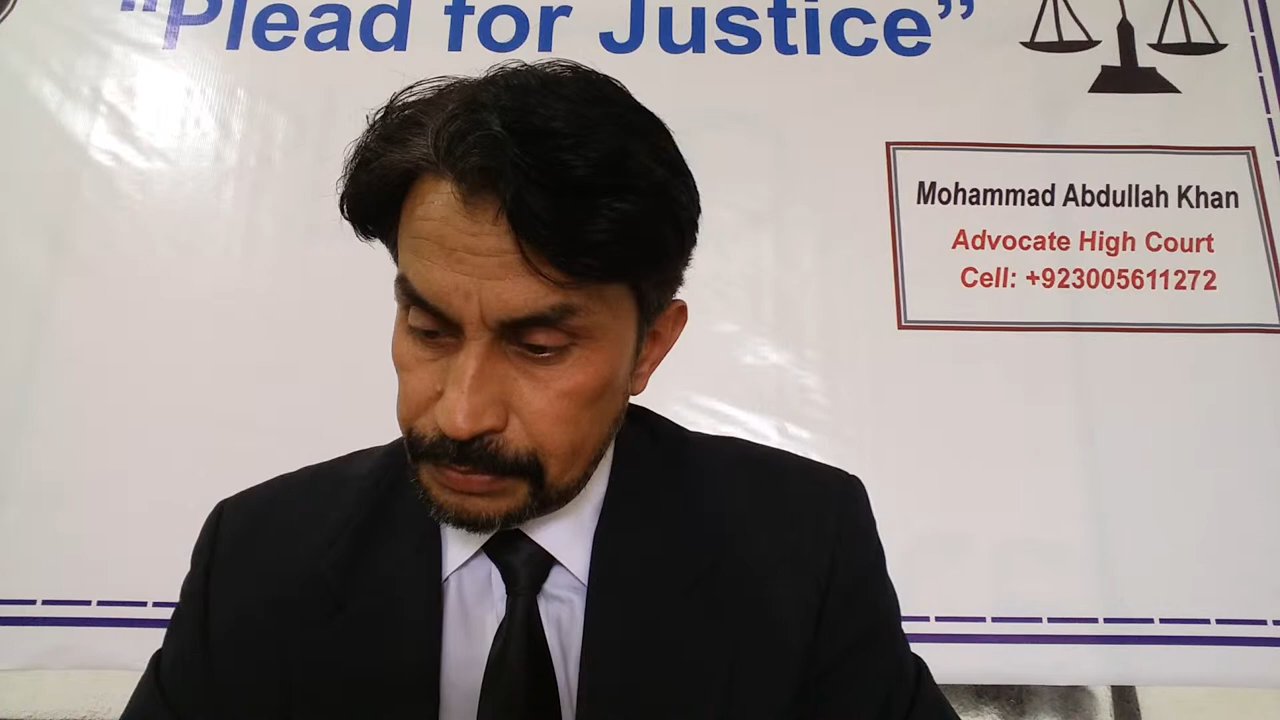 “Plead for Justice”
Mohammad Abdullah Khan
Advocate High Court
Cell: +923005611272